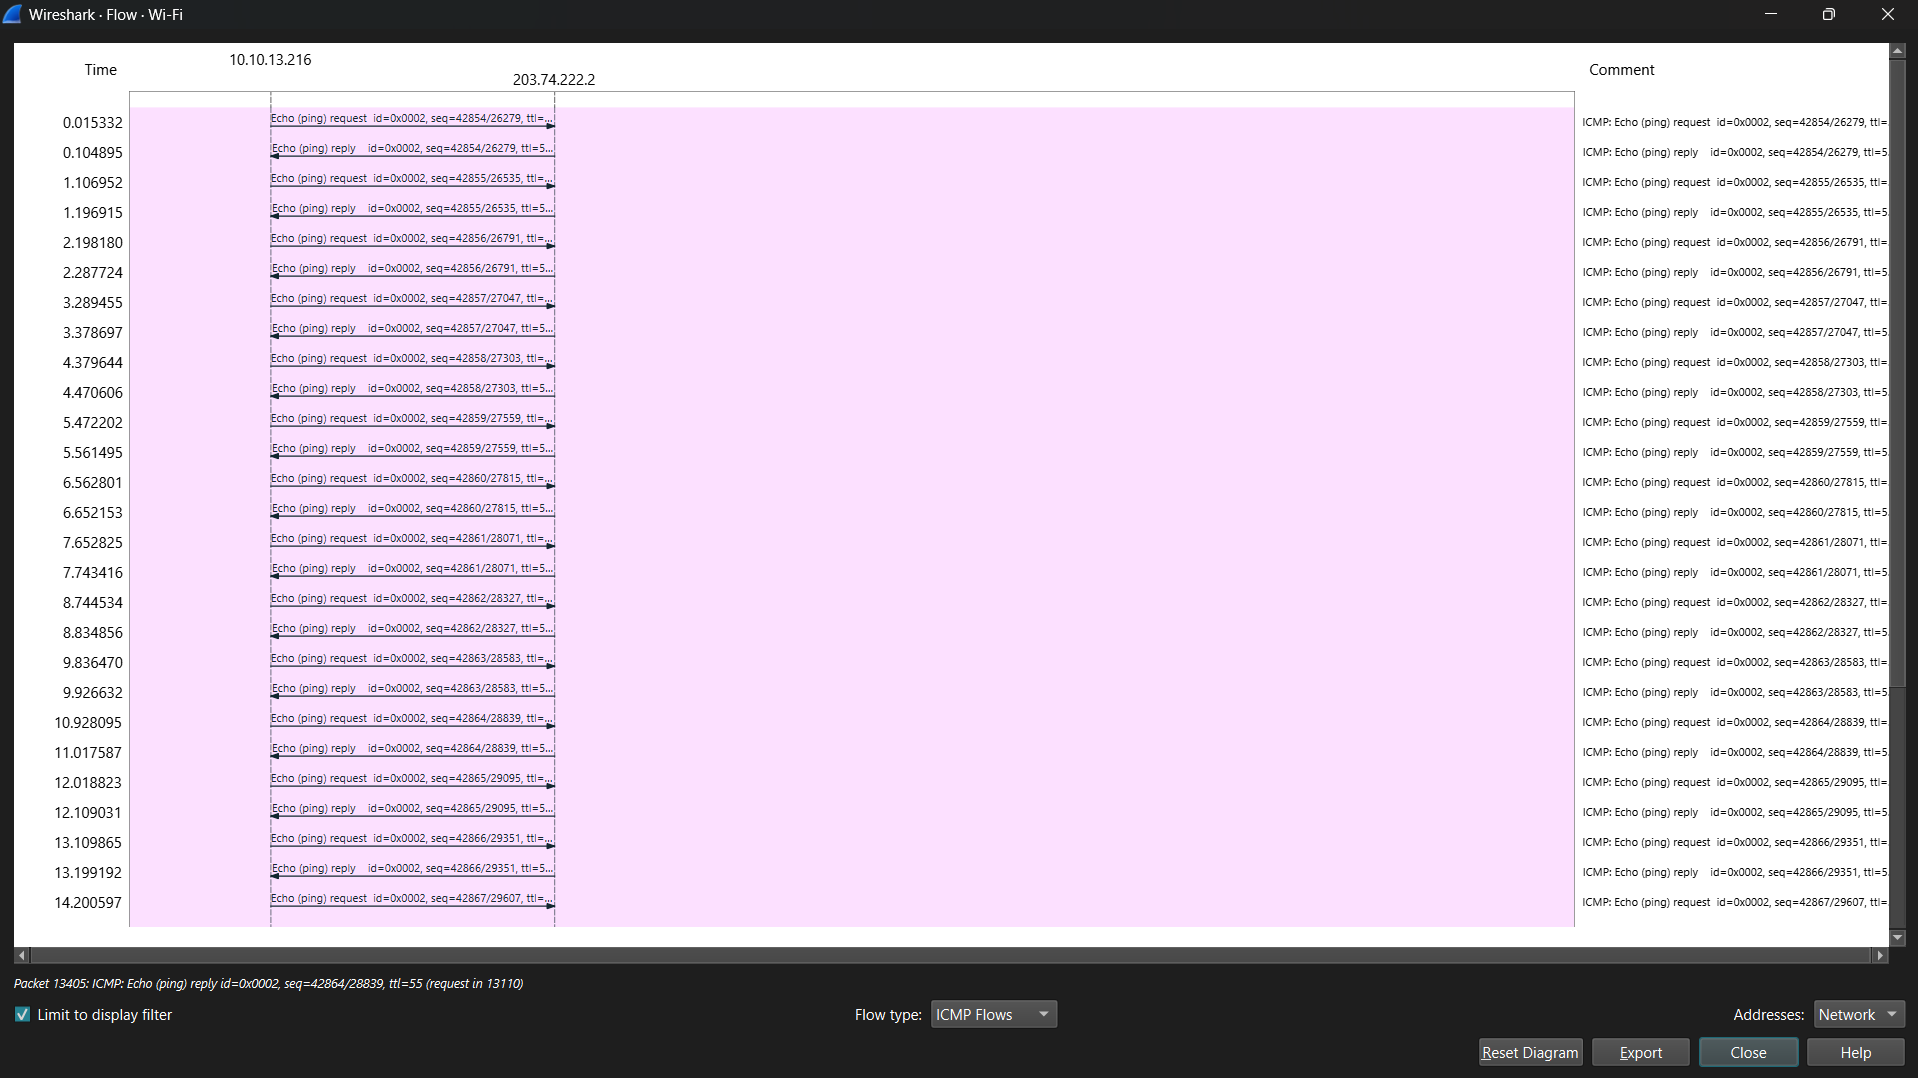 Wireshark · Flow · Wi-Fi
Time 10.10.13.216 203.74.222.2 Comment
0.015332 Echo (ping) request id=0x0002, seq=42854/26279, ttl=... ICMP: Echo (ping) request id=0x0002, seq=42854/26279, ttl=
0.104895 Echo (ping) reply id=0x0002, seq=42854/26279, ttl=5... ICMP: Echo (ping) reply id=0x0002, seq=42854/26279, ttl=5
1.106952 Echo (ping) request id=0x0002, seq=42855/26535, ttl=... ICMP: Echo (ping) request id=0x0002, seq=42855/26535, ttl=
1.196915 Echo (ping) reply id=0x0002, seq=42855/26535, ttl=5... ICMP: Echo (ping) reply id=0x0002, seq=42855/26535, ttl=5
2.198180 Echo (ping) request id=0x0002, seq=42856/26791, ttl=... ICMP: Echo (ping) request id=0x0002, seq=42856/26791, ttl=
2.287724 Echo (ping) reply id=0x0002, seq=42856/26791, ttl=5... ICMP: Echo (ping) reply id=0x0002, seq=42856/26791, ttl=5
3.289455 Echo (ping) request id=0x0002, seq=42857/27047, ttl=... ICMP: Echo (ping) request id=0x0002, seq=42857/27047, ttl=
3.378697 Echo (ping) reply id=0x0002, seq=42857/27047, ttl=5... ICMP: Echo (ping) reply id=0x0002, seq=42857/27047, ttl=5
4.379644 Echo (ping) request id=0x0002, seq=42858/27303, ttl=... ICMP: Echo (ping) request id=0x0002, seq=42858/27303, ttl=
4.470606 Echo (ping) reply id=0x0002, seq=42858/27303, ttl=5... ICMP: Echo (ping) reply id=0x0002, seq=42858/27303, ttl=5
5.472202 Echo (ping) request id=0x0002, seq=42859/27559, ttl=... ICMP: Echo (ping) request id=0x0002, seq=42859/27559, ttl=
5.561495 Echo (ping) reply id=0x0002, seq=42859/27559, ttl=5... ICMP: Echo (ping) reply id=0x0002, seq=42859/27559, ttl=5
6.562801 Echo (ping) request id=0x0002, seq=42860/27815, ttl=... ICMP: Echo (ping) request id=0x0002, seq=42860/27815, ttl=
6.652153 Echo (ping) reply id=0x0002, seq=42860/27815, ttl=5... ICMP: Echo (ping) reply id=0x0002, seq=42860/27815, ttl=5
7.652825 Echo (ping) request id=0x0002, seq=42861/28071, ttl=... ICMP: Echo (ping) request id=0x0002, seq=42861/28071, ttl=
7.743416 Echo (ping) reply id=0x0002, seq=42861/28071, ttl=5... ICMP: Echo (ping) reply id=0x0002, seq=42861/28071, ttl=5
8.744534 Echo (ping) request id=0x0002, seq=42862/28327, ttl=... ICMP: Echo (ping) request id=0x0002, seq=42862/28327, ttl=
8.834856 Echo (ping) reply id=0x0002, seq=42862/28327, ttl=5... ICMP: Echo (ping) reply id=0x0002, seq=42862/28327, ttl=5
9.836470 Echo (ping) request id=0x0002, seq=42863/28583, ttl=... ICMP: Echo (ping) request id=0x0002, seq=42863/28583, ttl=
9.926632 Echo (ping) reply id=0x0002, seq=42863/28583, ttl=5... ICMP: Echo (ping) reply id=0x0002, seq=42863/28583, ttl=5
10.928095 Echo (ping) request id=0x0002, seq=42864/28839, ttl=... ICMP: Echo (ping) request id=0x0002, seq=42864/28839, ttl=
11.017587 Echo (ping) reply id=0x0002, seq=42864/28839, ttl=5... ICMP: Echo (ping) reply id=0x0002, seq=42864/28839, ttl=5
12.018823 Echo (ping) request id=0x0002, seq=42865/29095, ttl=... ICMP: Echo (ping) request id=0x0002, seq=42865/29095, ttl=
12.109031 Echo (ping) reply id=0x0002, seq=42865/29095, ttl=5... ICMP: Echo (ping) reply id=0x0002, seq=42865/29095, ttl=5
13.109865 Echo (ping) request id=0x0002, seq=42866/29351, ttl=... ICMP: Echo (ping) request id=0x0002, seq=42866/29351, ttl=
13.199192 Echo (ping) reply id=0x0002, seq=42866/29351, ttl=5... ICMP: Echo (ping) reply id=0x0002, seq=42866/29351, ttl=5
14.200597 Echo (ping) request id=0x0002, seq=42867/29607, ttl=... ICMP: Echo (ping) request id=0x0002, seq=42867/29607, ttl=
Packet 13405: ICMP: Echo (ping) reply id=0x0002, seq=42864/28839, ttl=55 (request in 13110)
Limit to display filter Flow type: ICMP Flows Addresses: Network
Reset Diagram Export Close Help